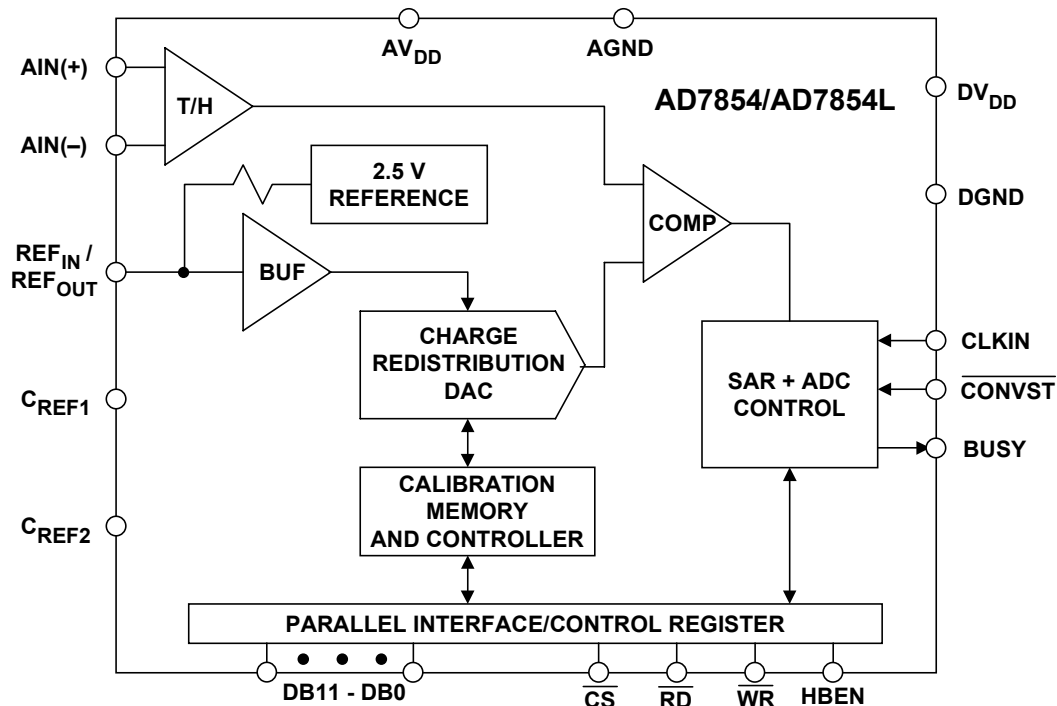 AV_DD
AGND
AIN(+)
T/H
AD7854/AD7854L
DV_DD
AIN(–)
2.5 V
REFERENCE
COMP
DGND
REF_IN /
REF_OUT
BUF
CHARGE
REDISTRIBUTION
DAC
SAR + ADC
CONTROL
CLKIN
C_REF1
CONVST
BUSY
CALIBRATION
MEMORY
AND CONTROLLER
C_REF2
PARALLEL INTERFACE/CONTROL REGISTER
DB11 - DB0
CS
RD
WR
HBEN